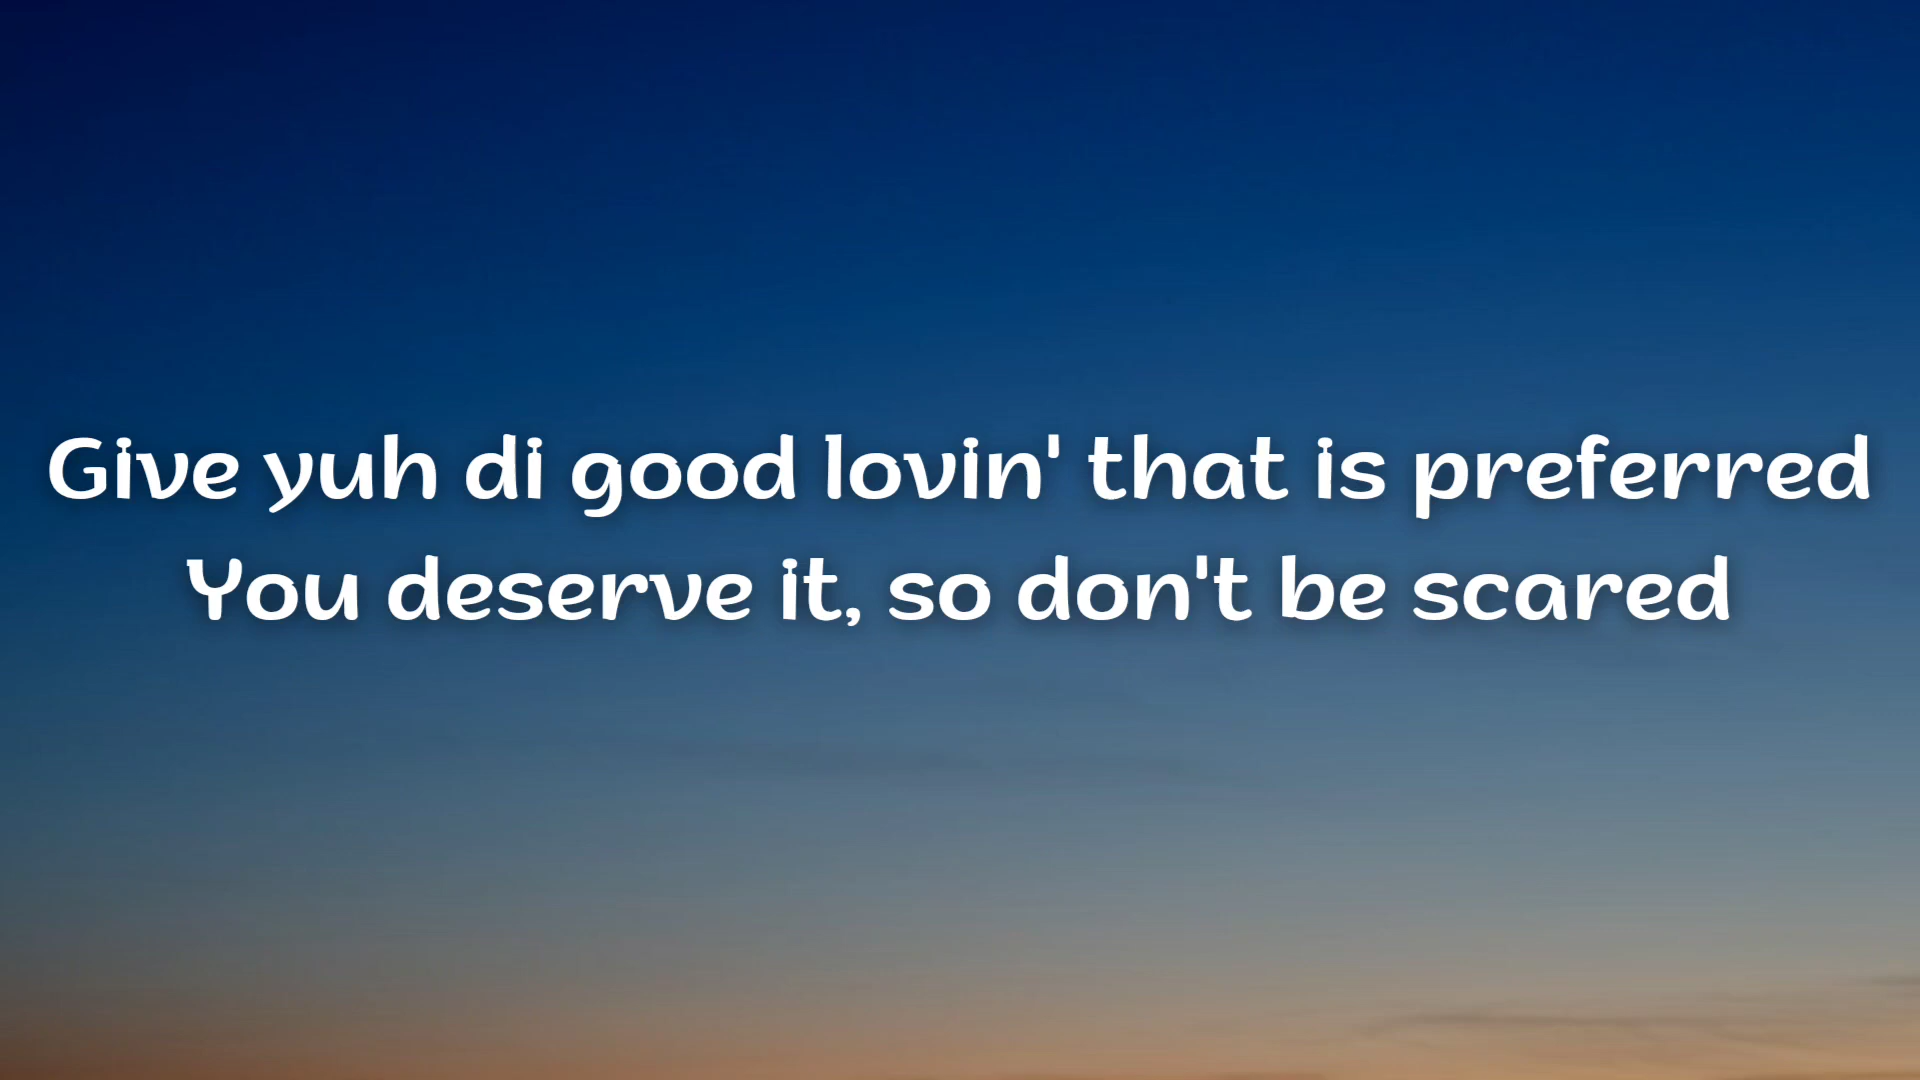 Give yuh di good lovin' that is preferred
You deserve it, so don't be scared